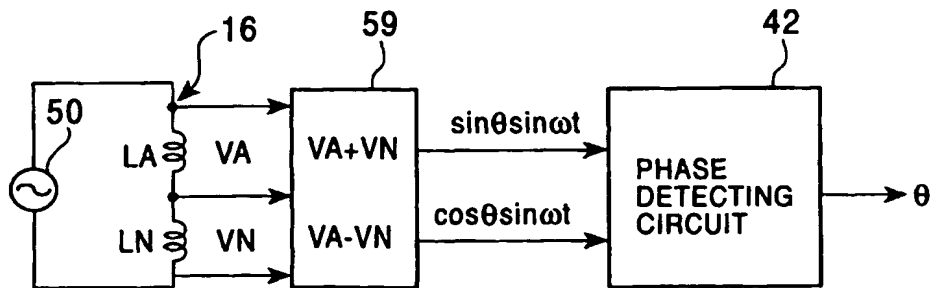 16
59
42
50
LA
VA
VA+VN
sinθsinωt
PHASE
DETECTING
CIRCUIT
θ
LN
VN
VA-VN
cosθsinωt